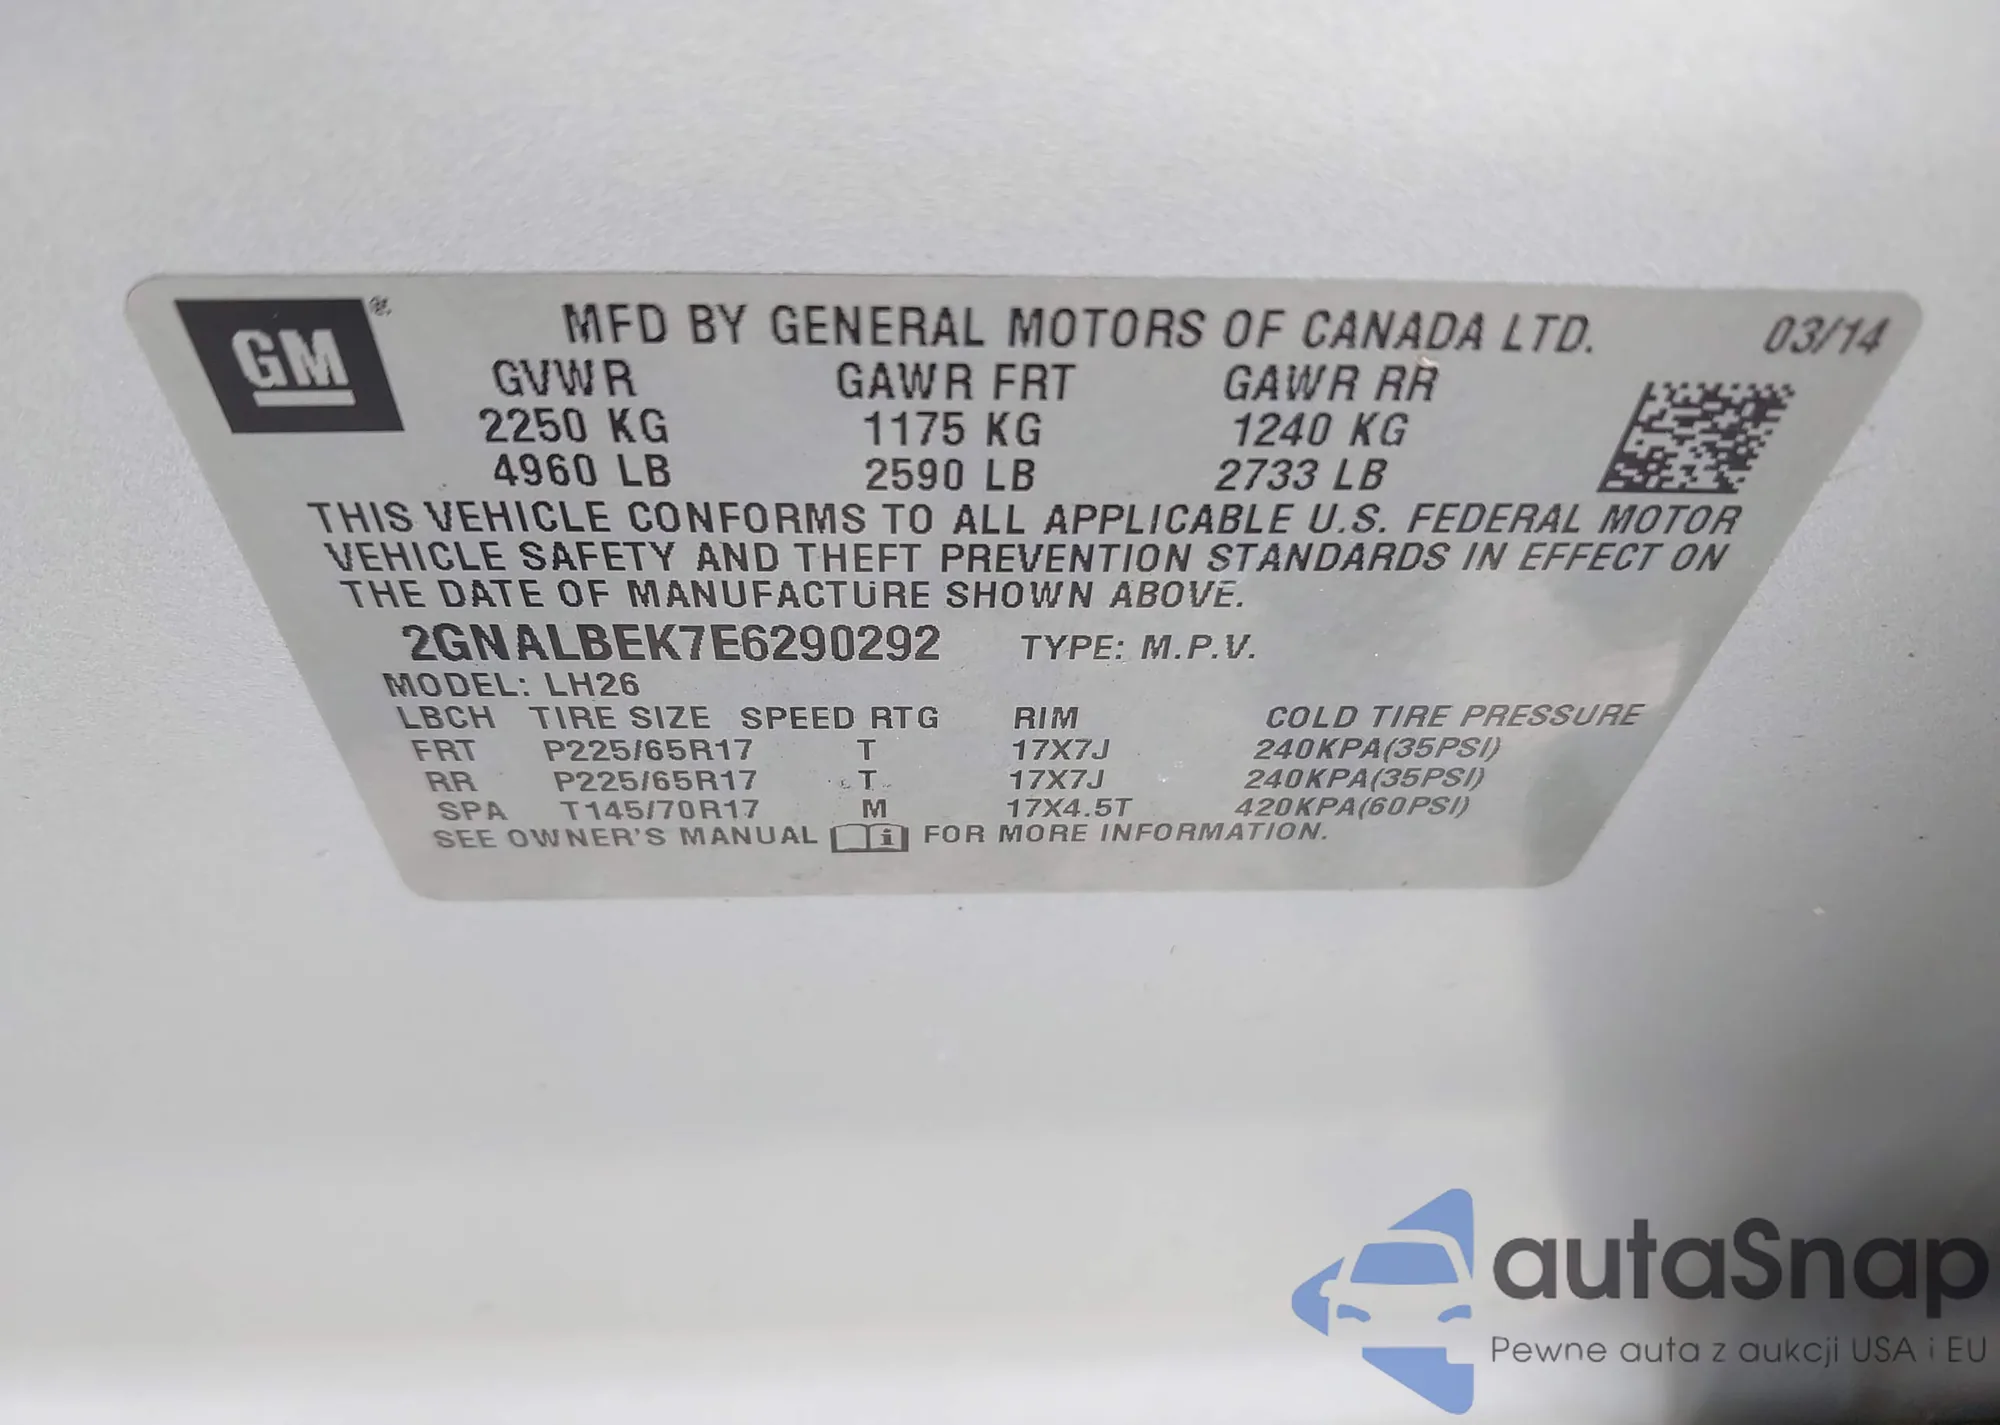 GM ®
MFD BY GENERAL MOTORS OF CANADA LTD. 03/14
GVWR GAWR FRT GAWR RR
2250 KG 1175 KG 1240 KG
4960 LB 2590 LB 2733 LB
THIS VEHICLE CONFORMS TO ALL APPLICABLE U.S. FEDERAL MOTOR
VEHICLE SAFETY AND THEFT PREVENTION STANDARDS IN EFFECT ON
THE DATE OF MANUFACTURE SHOWN ABOVE.
2GNALBEK7E6290292 TYPE: M.P.V.
MODEL: LH26
LBCH TIRE SIZE SPEED RTG RIM COLD TIRE PRESSURE
FRT P225/65R17 T 17X7J 240KPA(35PSI)
RR P225/65R17 T 17X7J 240KPA(35PSI)
SPA T145/70R17 M 17X4.5T 420KPA(60PSI)
SEE OWNER'S MANUAL i FOR MORE INFORMATION.
autaSnap
Pewne auta z aukcji USA i EU